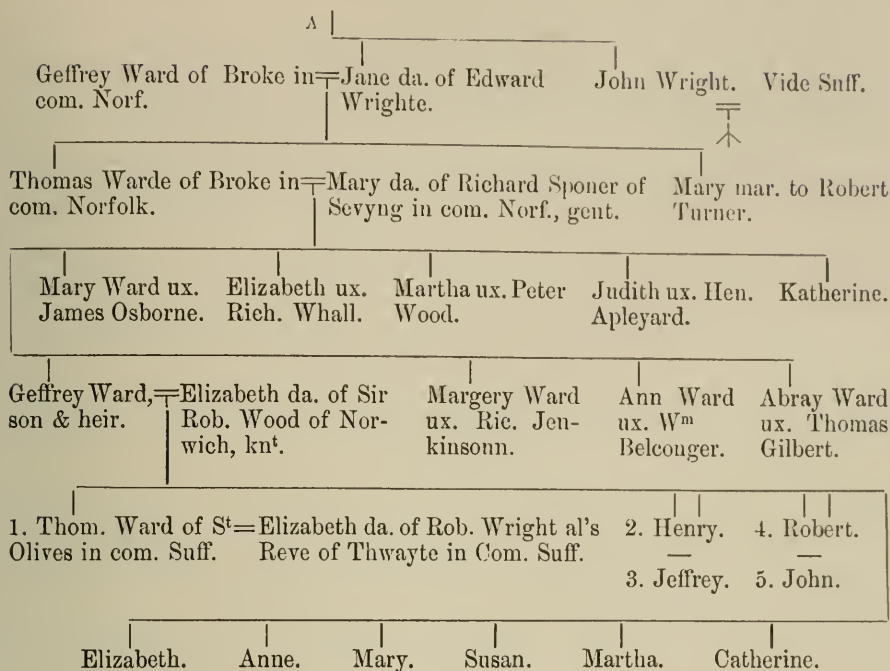 A
Geffrey Ward of Broke in com. Norf.
Jane da. of Edward Wrighte.
John Wright. Vide Suff.
Thomas Warde of Broke in com. Norfolk.
Mary da. of Richard Sponer of Sevyng in com. Norf., gent.
Mary mar. to Robert Turner.
Mary Ward ux. James Osborne.
Elizabeth ux. Rich. Whall.
Martha ux. Peter Wood.
Judith ux. Hen. Apleyard.
Katherine.
Geffrey Ward, son & heir.
Elizabeth da. of Sir Rob. Wood of Norwich, knt.
Margery Ward ux. Ric. Jenkinsonn.
Ann Ward ux. Wm Belconger.
Abray Ward ux. Thomas Gilbert.
1. Thom. Ward of St Olives in com. Suff.
Elizabeth da. of Rob. Wright al's Reve of Thwayte in Com. Suff.
2. Henry.
3. Jeffrey.
4. Robert.
5. John.
Elizabeth. Anne. Mary. Susan. Martha. Catherine.